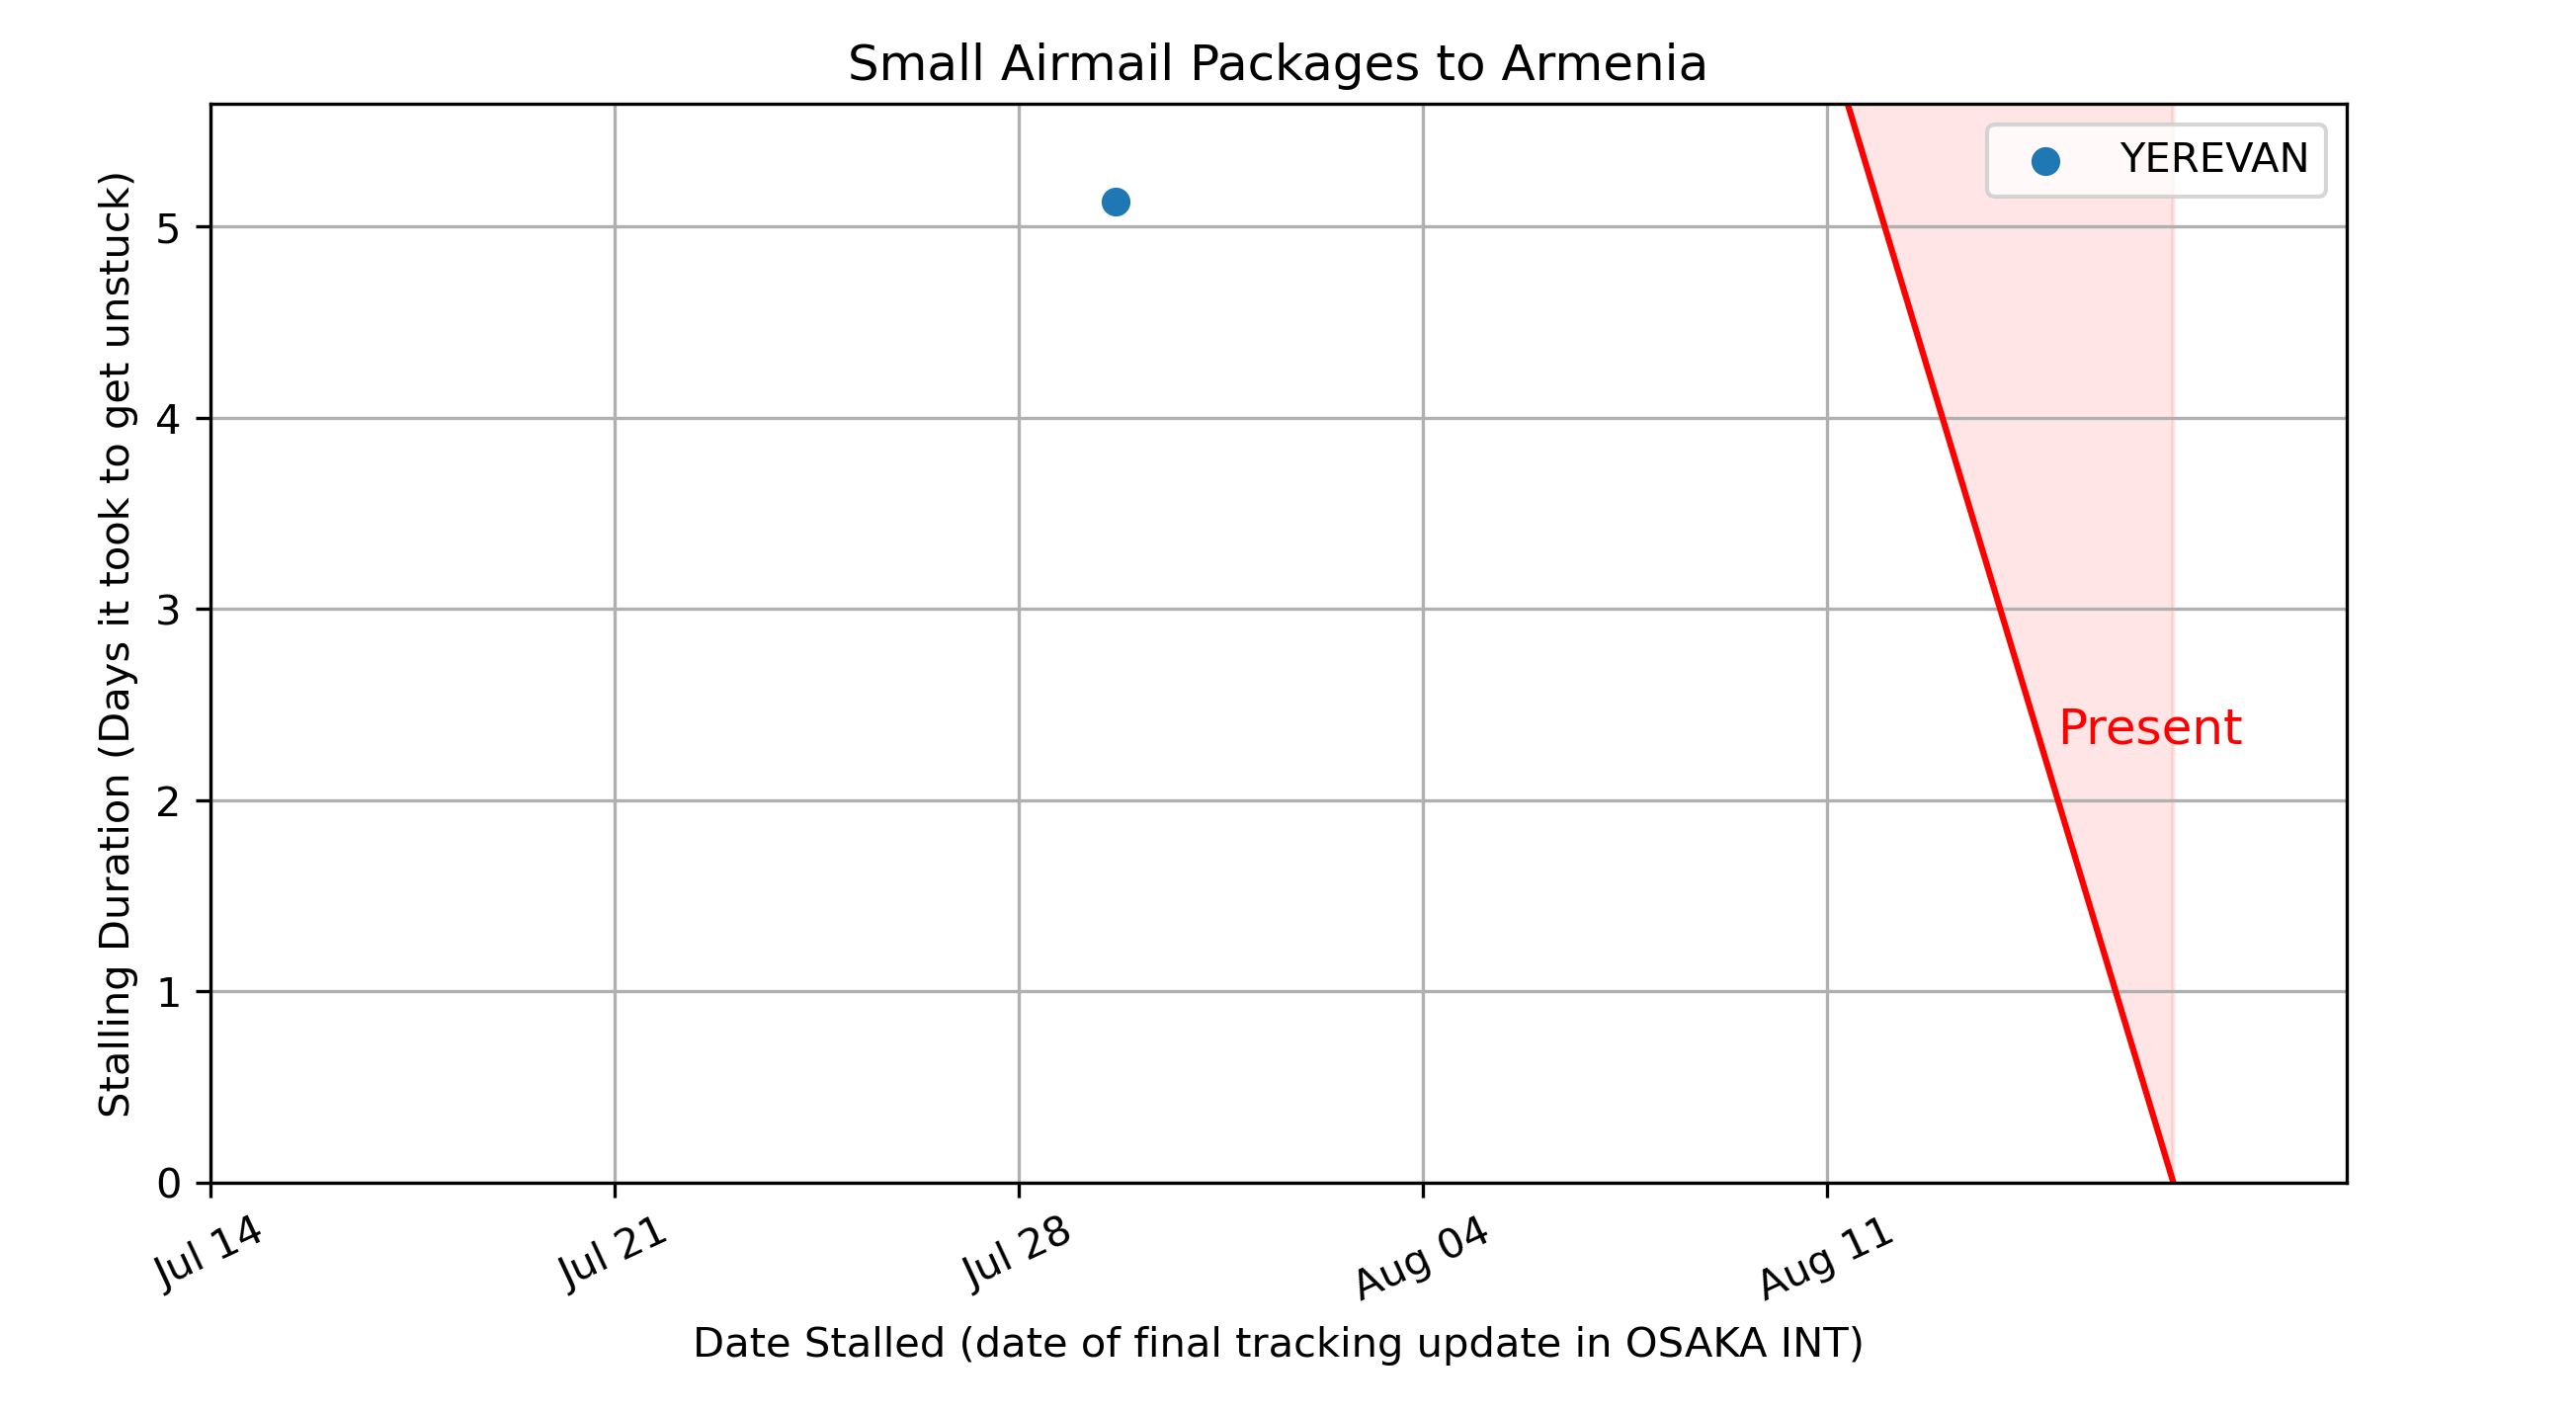 Small Airmail Packages to Armenia
YEREVAN
Stalling Duration (Days it took to get unstuck)
5
4
3
2
1
0
Present
Jul 14
Jul 21
Jul 28
Aug 04
Aug 11
Date Stalled (date of final tracking update in OSAKA INT)